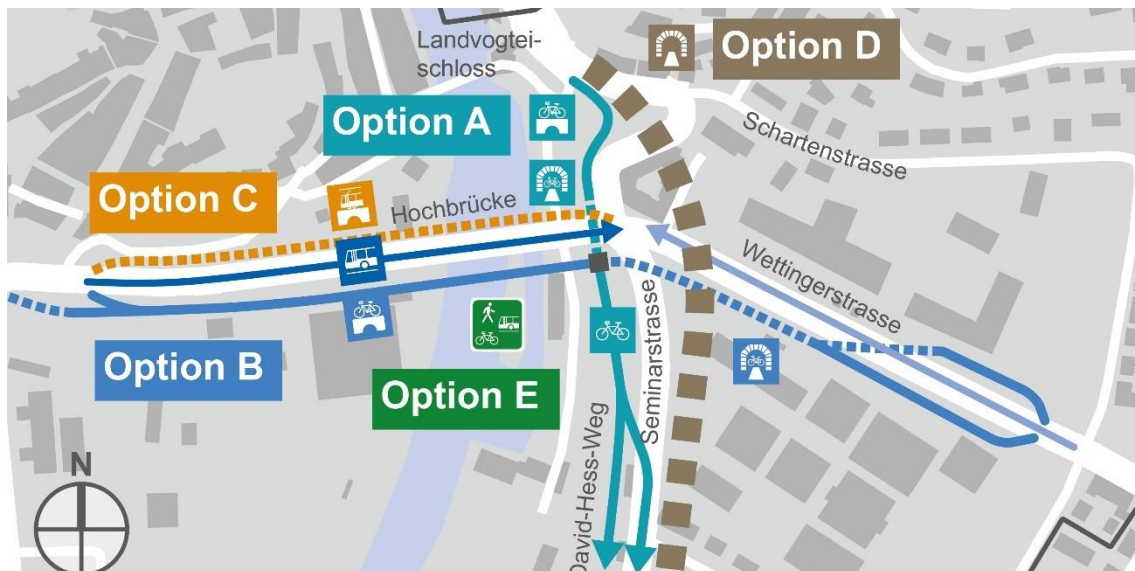 Landvogtei-
schloss
Option D
Option A
Schartenstrasse
Option C
Hochbrücke
Wettingerstrasse
Option B
Seminarstrasse
Option E
David-Hess-Weg
N